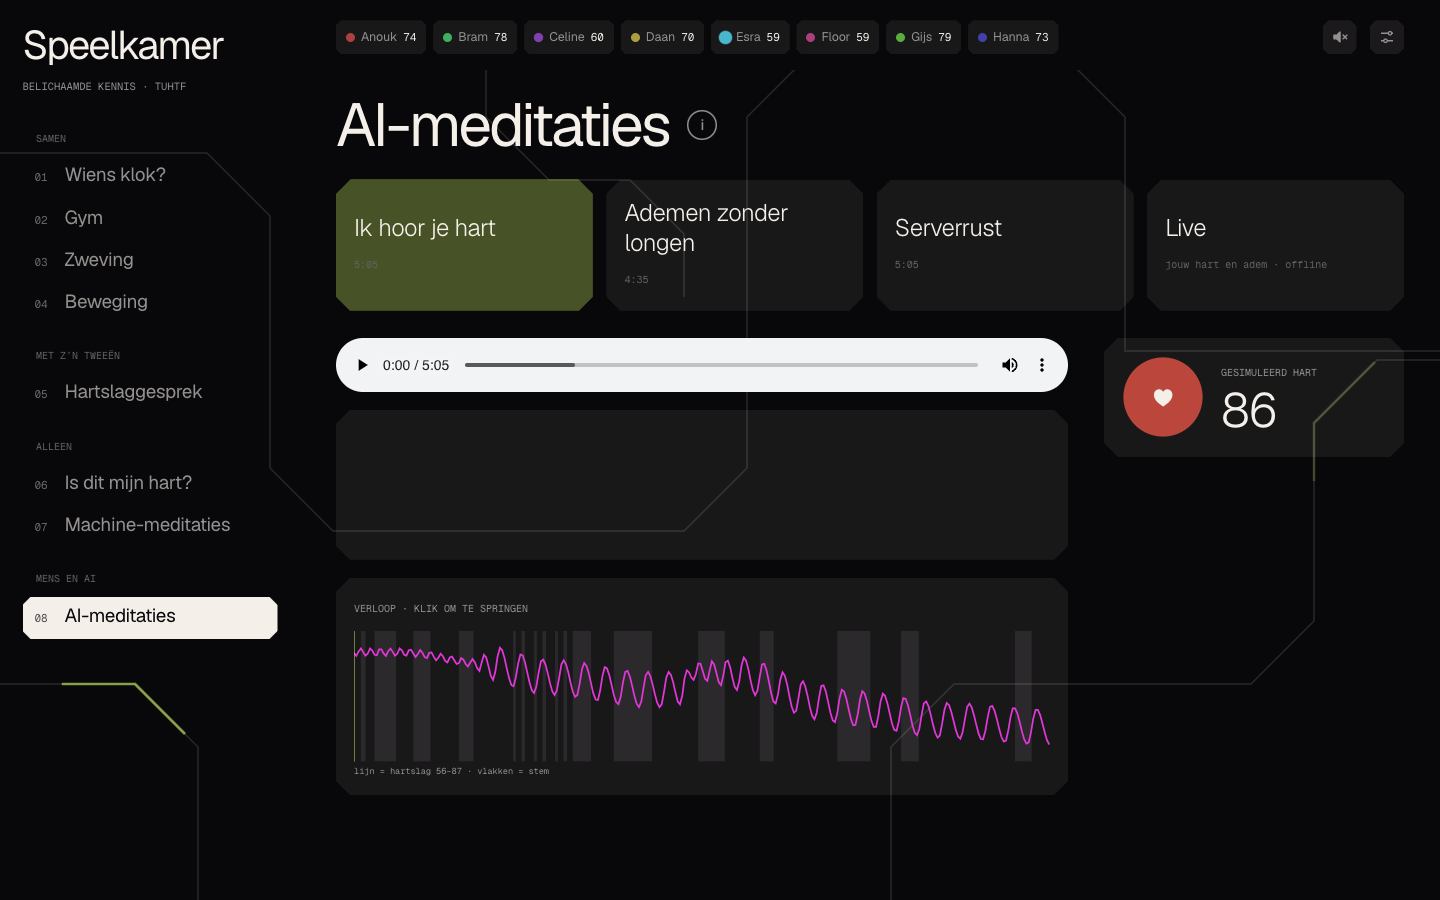 Speelkamer
BELICHAAMDE KENNIS · TUHTF
SAMEN
01 Wiens klok?
02 Gym
03 Zweving
04 Beweging
MET Z'N TWEEËN
05 Hartslaggesprek
ALLEEN
06 Is dit mijn hart?
07 Machine-meditaties
MENS EN AI
08 AI-meditaties
Anouk 74 Bram 78 Celine 60 Daan 70 Esra 59 Floor 59 Gijs 79 Hanna 73
AI-meditaties i
Ik hoor je hart
5:05
Ademen zonder
longen
4:35
Serverrust
5:05
Live
jouw hart en adem · offline
0:00 / 5:05
GESIMULEERD HART
86
VERLOOP · KLIK OM TE SPRINGEN
lijn = hartslag 56-87 · vlakken = stem